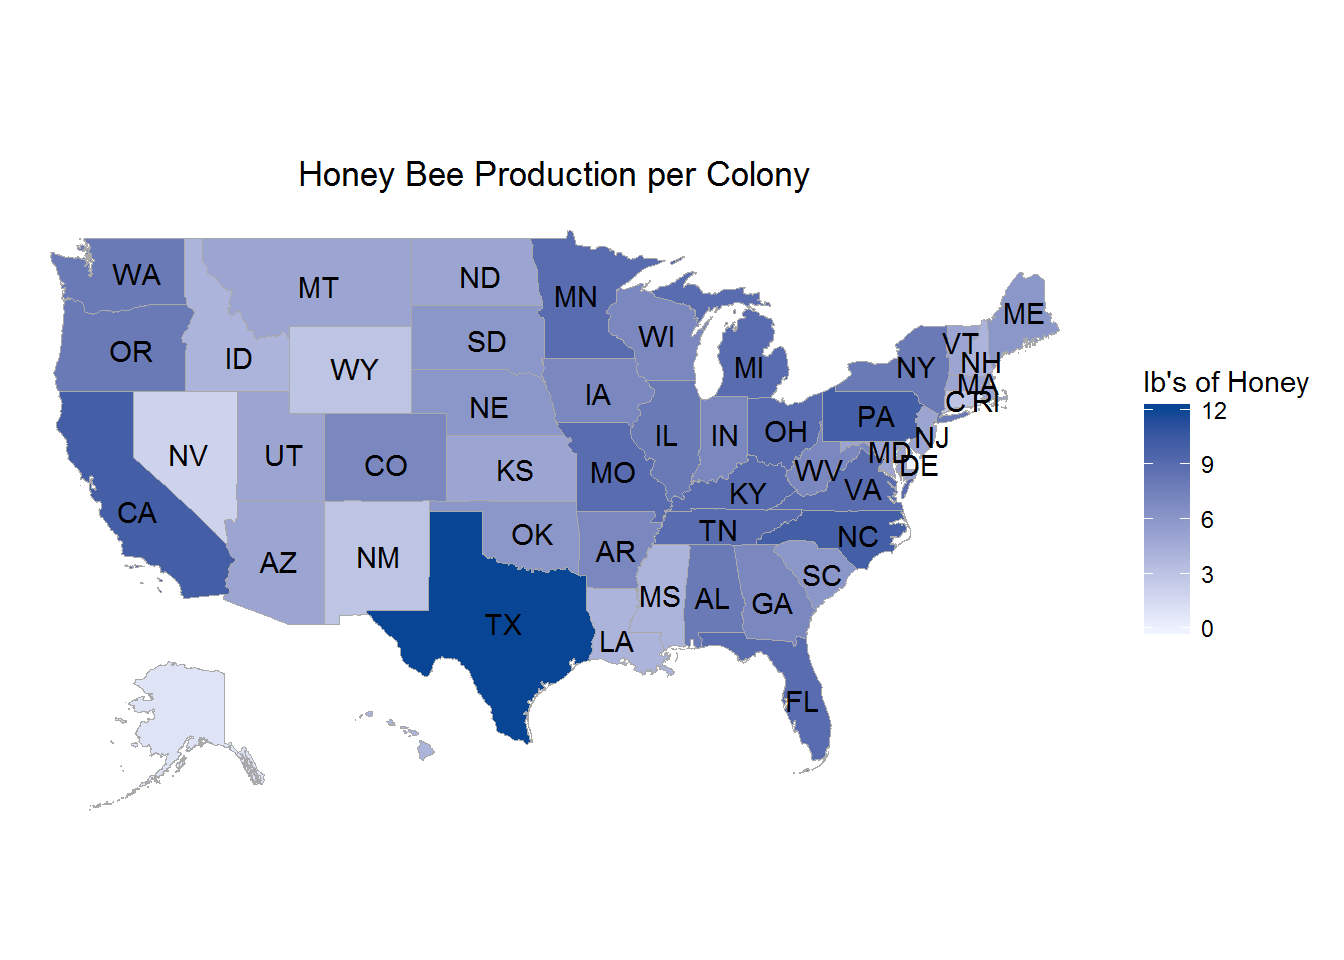 Honey Bee Production per Colony
WA
MT
ND
MN
ME
OR
ID
WY
SD
WI
MI
NY
VT
NH
MA
CT
RI
NV
UT
CO
NE
IA
IL
IN
OH
PA
NJ
MD
DE
CA
KS
MO
KY
WV
VA
AZ
NM
OK
AR
TN
NC
SC
TX
LA
MS
AL
GA
FL
lb's of Honey
12
9
6
3
0